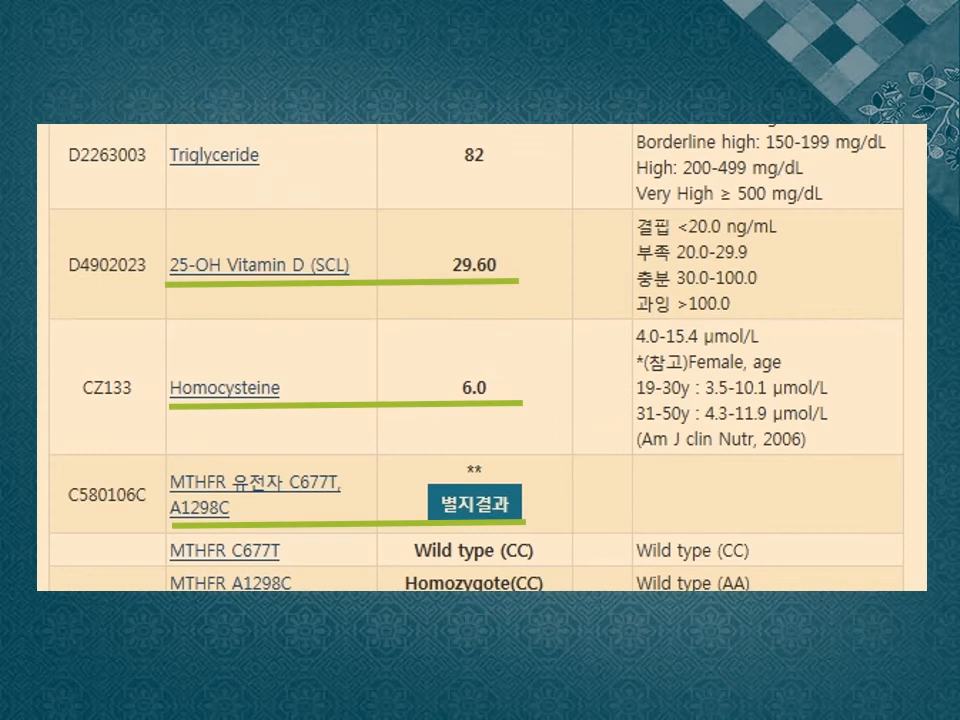 Borderline high: 150-199 mg/dL
D2263003 Triglyceride 82 High: 200-499 mg/dL
Very High ≥ 500 mg/dL
결핍 <20.0 ng/mL
부족 20.0-29.9
D4902023 25-OH Vitamin D (SCL) 29.60
충분 30.0-100.0
과잉 >100.0
4.0-15.4 μmol/L
*(참고)Female, age
CZ133 Homocysteine 6.0 19-30y : 3.5-10.1 μmol/L
31-50y : 4.3-11.9 μmol/L
(Am J clin Nutr, 2006)
C580106C MTHFR 유전자 C677T, A1298C
**
별지결과
MTHFR C677T Wild type (CC) Wild type (CC)
MTHFR A1298C Homozygote(CC) Wild type (AA)